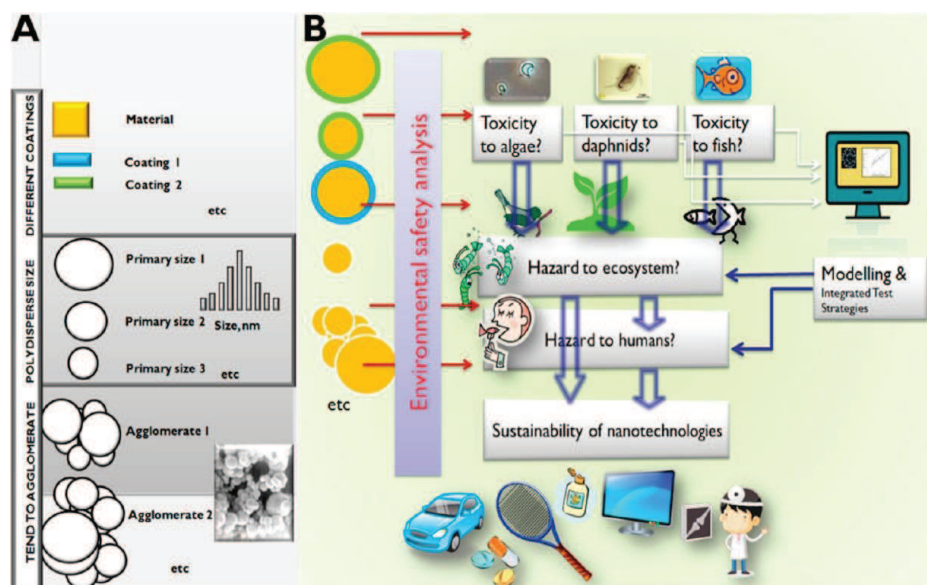 A
DIFFERENT COATINGS
Material
Coating 1
Coating 2
etc
POLYDISPERSE SIZE
Primary size 1
Primary size 2
Size, nm
Primary size 3
etc
TEND TO AGGLOMERATE
Agglomerate 1
Agglomerate 2
etc
B
etc
Environmental safety analysis
Toxicity
to algae?
Toxicity to
daphnids?
Toxicity
to fish?
Hazard to ecosystem?
Modelling &
Integrated Test
Strategies
Hazard to humans?
Sustainability of nanotechnologies